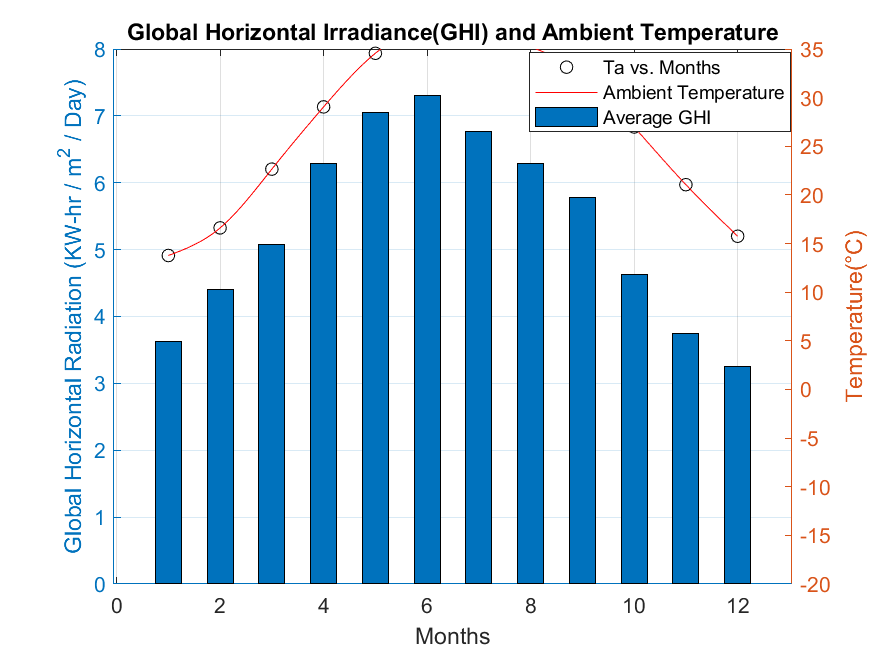 Global Horizontal Irradiance(GHI) and Ambient Temperature
Ta vs. Months
Ambient Temperature
Average GHI
Global Horizontal Radiation (KW-hr / m² / Day)
8
7
6
5
4
3
2
1
0
35
30
25
20
15
10
5
0
-5
-10
-15
-20
Temperature(°C)
0 2 4 6 8 10 12
Months